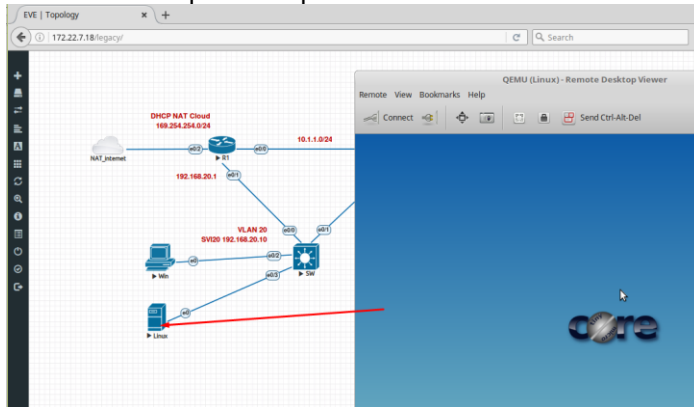 EVE | Topology
172.22.7.18/legacy/
Search
QEMU (Linux) - Remote Desktop Viewer
Remote View Bookmarks Help
Connect
Send Ctrl-Alt-Del
DHCP NAT Cloud
169.254.254.0/24
10.1.1.0/24
NAT_internet
e0/2
R1
e0/0
192.168.20.1
e0/1
VLAN 20
SVI20 192.168.20.10
e0/0
e0/1
Win
e0
e0/2
SW
e0/3
e0
Linux
core